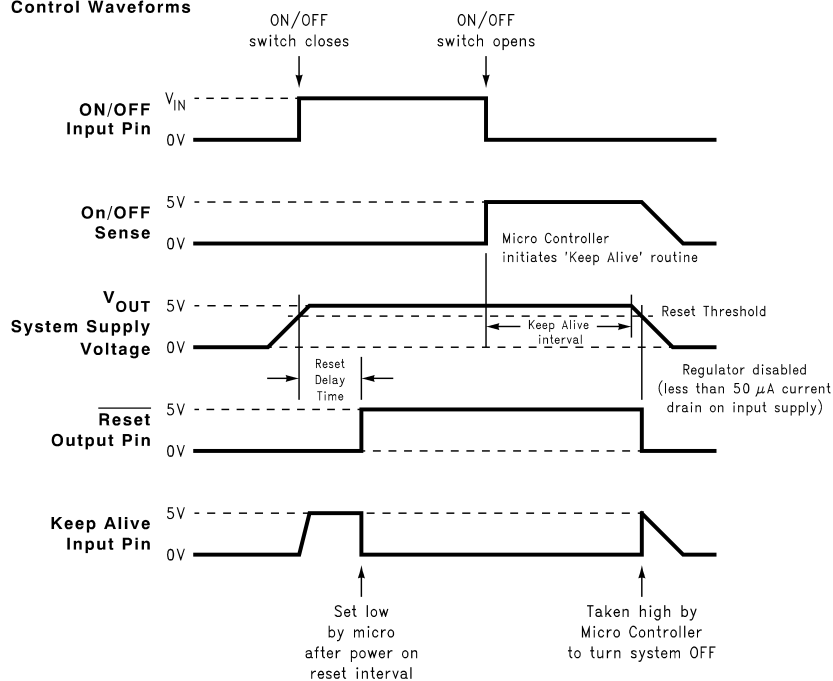 Control Waveforms
ON/OFF
switch closes
ON/OFF
switch opens
ON/OFF
Input Pin
VIN
0V
On/OFF
Sense
5V
0V
Micro Controller
initiates 'Keep Alive' routine
VOUT
System Supply
Voltage
5V
0V
Reset Threshold
Keep Alive
interval
Reset
Delay
Time
Regulator disabled
(less than 50 µA current
drain on input supply)
Reset
Output Pin
5V
0V
Keep Alive
Input Pin
5V
0V
Set low
by micro
after power on
reset interval
Taken high by
Micro Controller
to turn system OFF